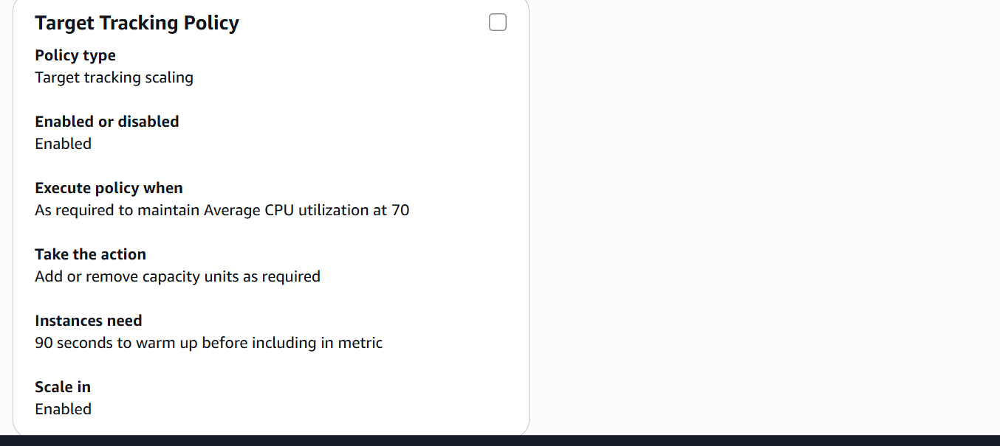 Target Tracking Policy
Policy type
Target tracking scaling
Enabled or disabled
Enabled
Execute policy when
As required to maintain Average CPU utilization at 70
Take the action
Add or remove capacity units as required
Instances need
90 seconds to warm up before including in metric
Scale in
Enabled